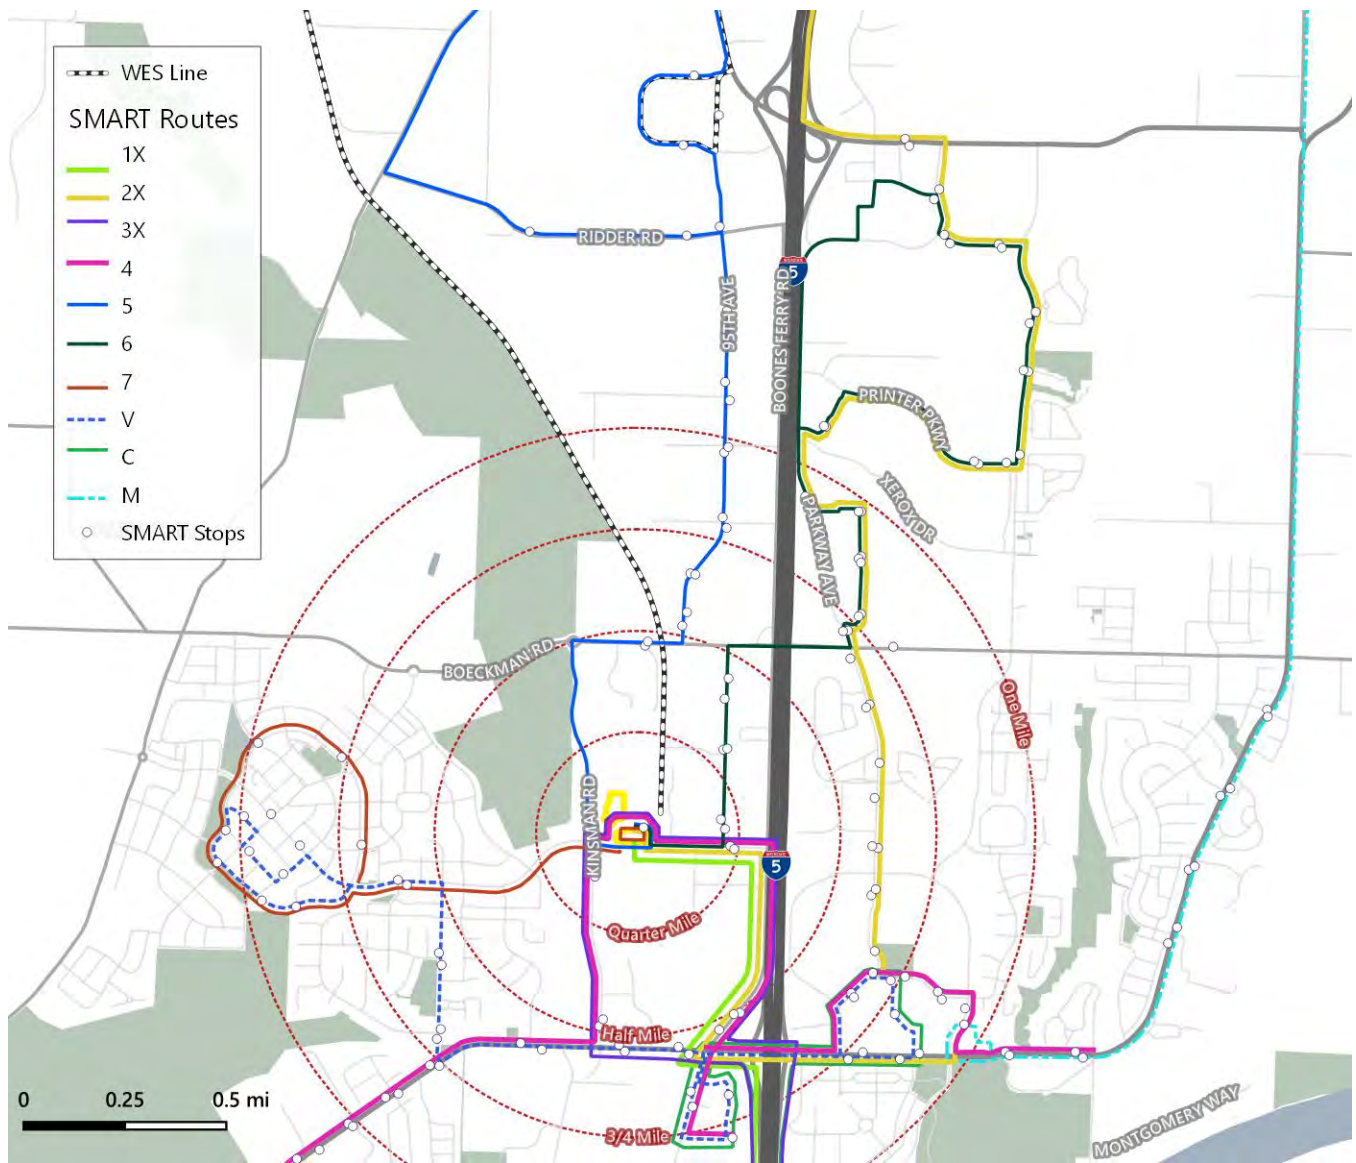 WES Line
SMART Routes
1X
2X
3X
4
5
6
7
V
C
M
SMART Stops
RIDDER RD
95TH AVE
BOONES FERRY RD
5
PRINTER PKWY
XEROX DR
PARKWAY AVE
BOECKMAN RD
One Mile
KINSMAN RD
5
Quarter Mile
Half Mile
3/4 Mile
0 0.25 0.5 mi
MONTGOMERY WAY